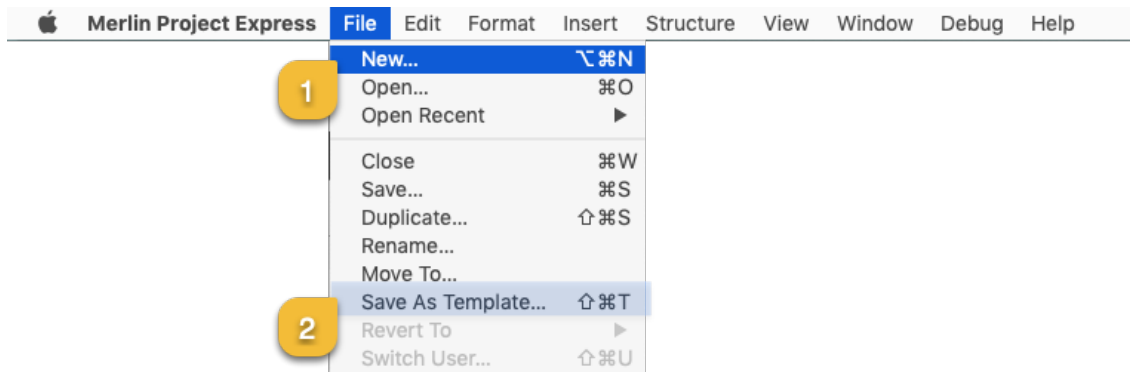 Merlin Project Express File Edit Format Insert Structure View Window Debug Help
New... ⌥⌘N
1
Open... ⌘O
Open Recent ▶
Close ⌘W
Save... ⌘S
Duplicate... ⇧⌘S
Rename...
Move To...
Save As Template... ⇧⌘T
2
Revert To ▶
Switch User... ⇧⌘U